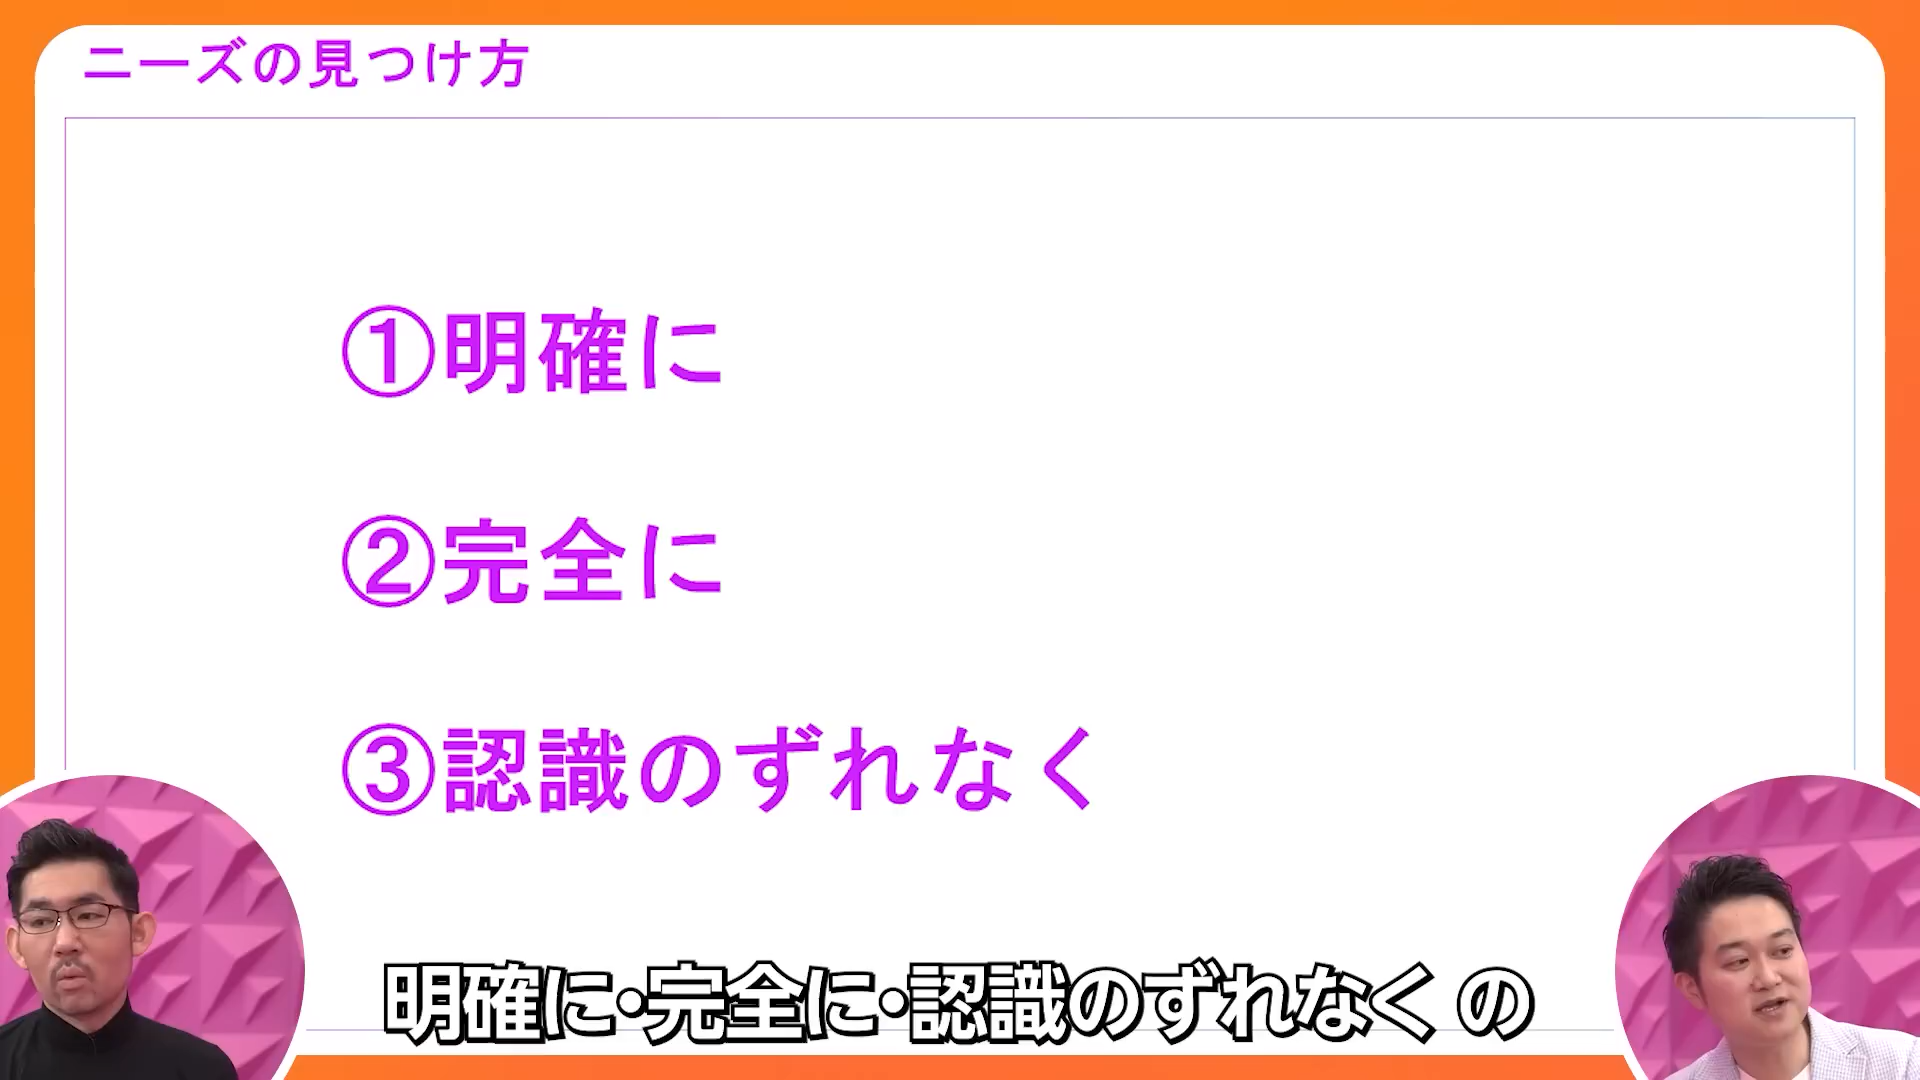 ニーズの見つけ方
①明確に
②完全に
③認識のずれなく
明確に・完全に・認識のずれなく の